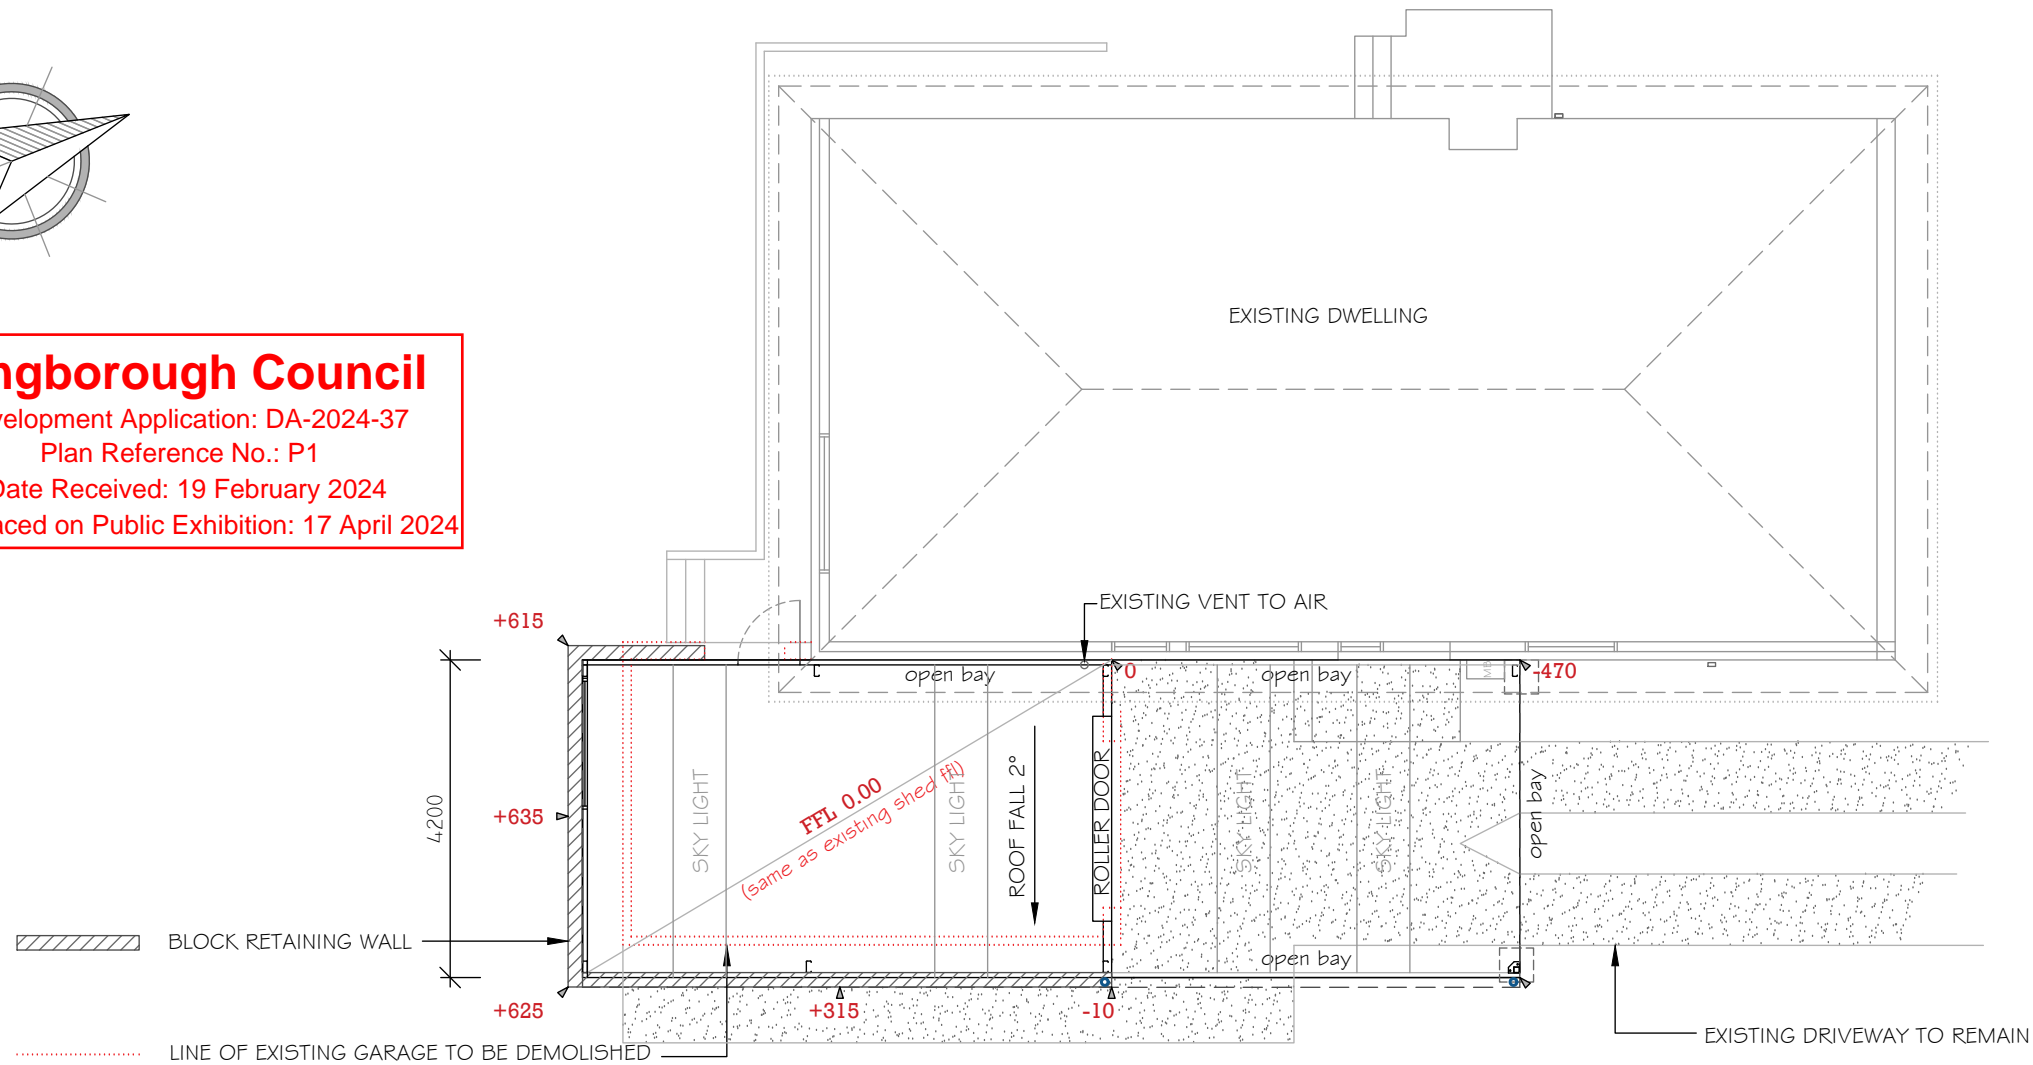 ngborough Council
velopment Application: DA-2024-37
Plan Reference No.: P1
Date Received: 19 February 2024
aced on Public Exhibition: 17 April 2024
EXISTING DWELLING
EXISTING VENT TO AIR
+615
open bay
0
open bay
-470
4200
+635
SKY LIGHT
FFL 0.00
(same as existing shed ffl)
SKY LIGHT
ROOF FALL 2°
ROLLER DOOR
SKY LIGHT
SKY LIGHT
open bay
BLOCK RETAINING WALL
open bay
+625
+315
-10
EXISTING DRIVEWAY TO REMAIN
LINE OF EXISTING GARAGE TO BE DEMOLISHED